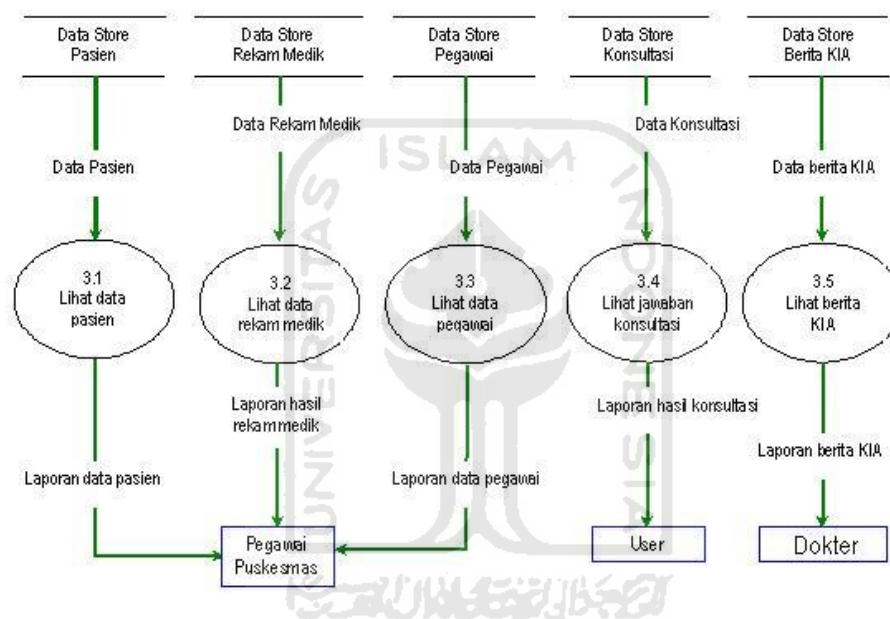 Data Store
Pasien
Data Store
Rekam Medik
Data Store
Pegawai
Data Store
Konsultasi
Data Store
Berita KIA
Data Pasien
Data Rekam Medik
Data Pegawai
Data Konsultasi
Data berita KIA
3.1
Lihat data
pasien
3.2
Lihat data
rekam medik
3.3
Lihat data
pegawai
3.4
Lihat jawaban
konsultasi
3.5
Lihat berita
KIA
Laporan data pasien
Laporan hasil
rekam medik
Laporan data pegawai
Laporan hasil konsultasi
Laporan berita KIA
Pegawai
Puskesmas
User
Dokter
UNIVERSITAS
ISLAM
INDONESIA